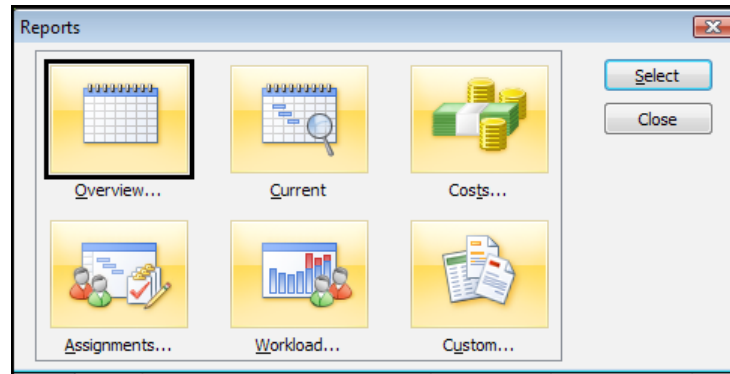 Reports
Select
Close
Overview...
Current
Costs...
Assignments...
Workload...
Custom...